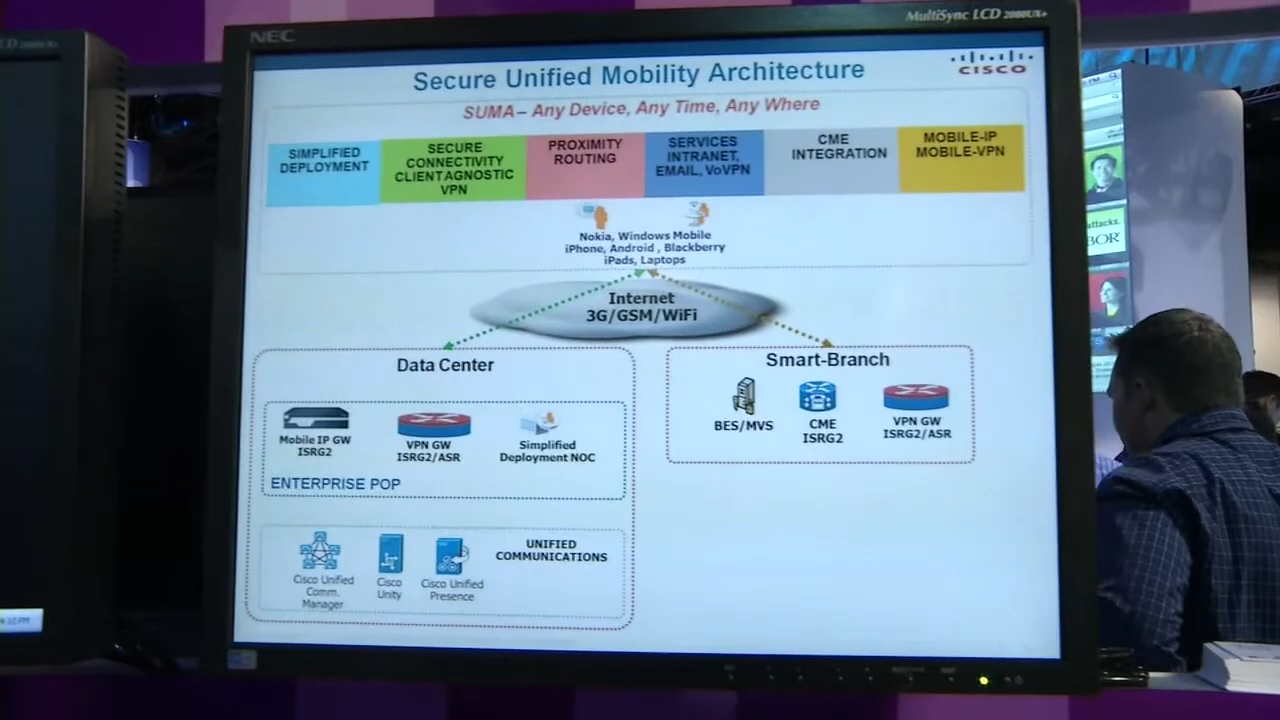 NEC
MultiSync LCD 2080UX+
Secure Unified Mobility Architecture
CISCO
SUMA– Any Device, Any Time, Any Where
SIMPLIFIED
DEPLOYMENT
SECURE
CONNECTIVITY
CLIENT AGNOSTIC
VPN
PROXIMITY
ROUTING
SERVICES
INTRANET,
EMAIL, VoVPN
CME
INTEGRATION
MOBILE-IP
MOBILE-VPN
Nokia, Windows Mobile
iPhone, Android , Blackberry
iPads, Laptops
Internet
3G/GSM/WiFi
Data Center
Mobile IP GW
ISRG2
VPN GW
ISRG2/ASR
Simplified
Deployment NOC
ENTERPRISE POP
Cisco Unified
Comm.
Manager
Cisco
Unity
Cisco Unified
Presence
UNIFIED
COMMUNICATIONS
Smart-Branch
BES/MVS
CME
ISRG2
VPN GW
ISRG2/ASR
attacks.
BOR